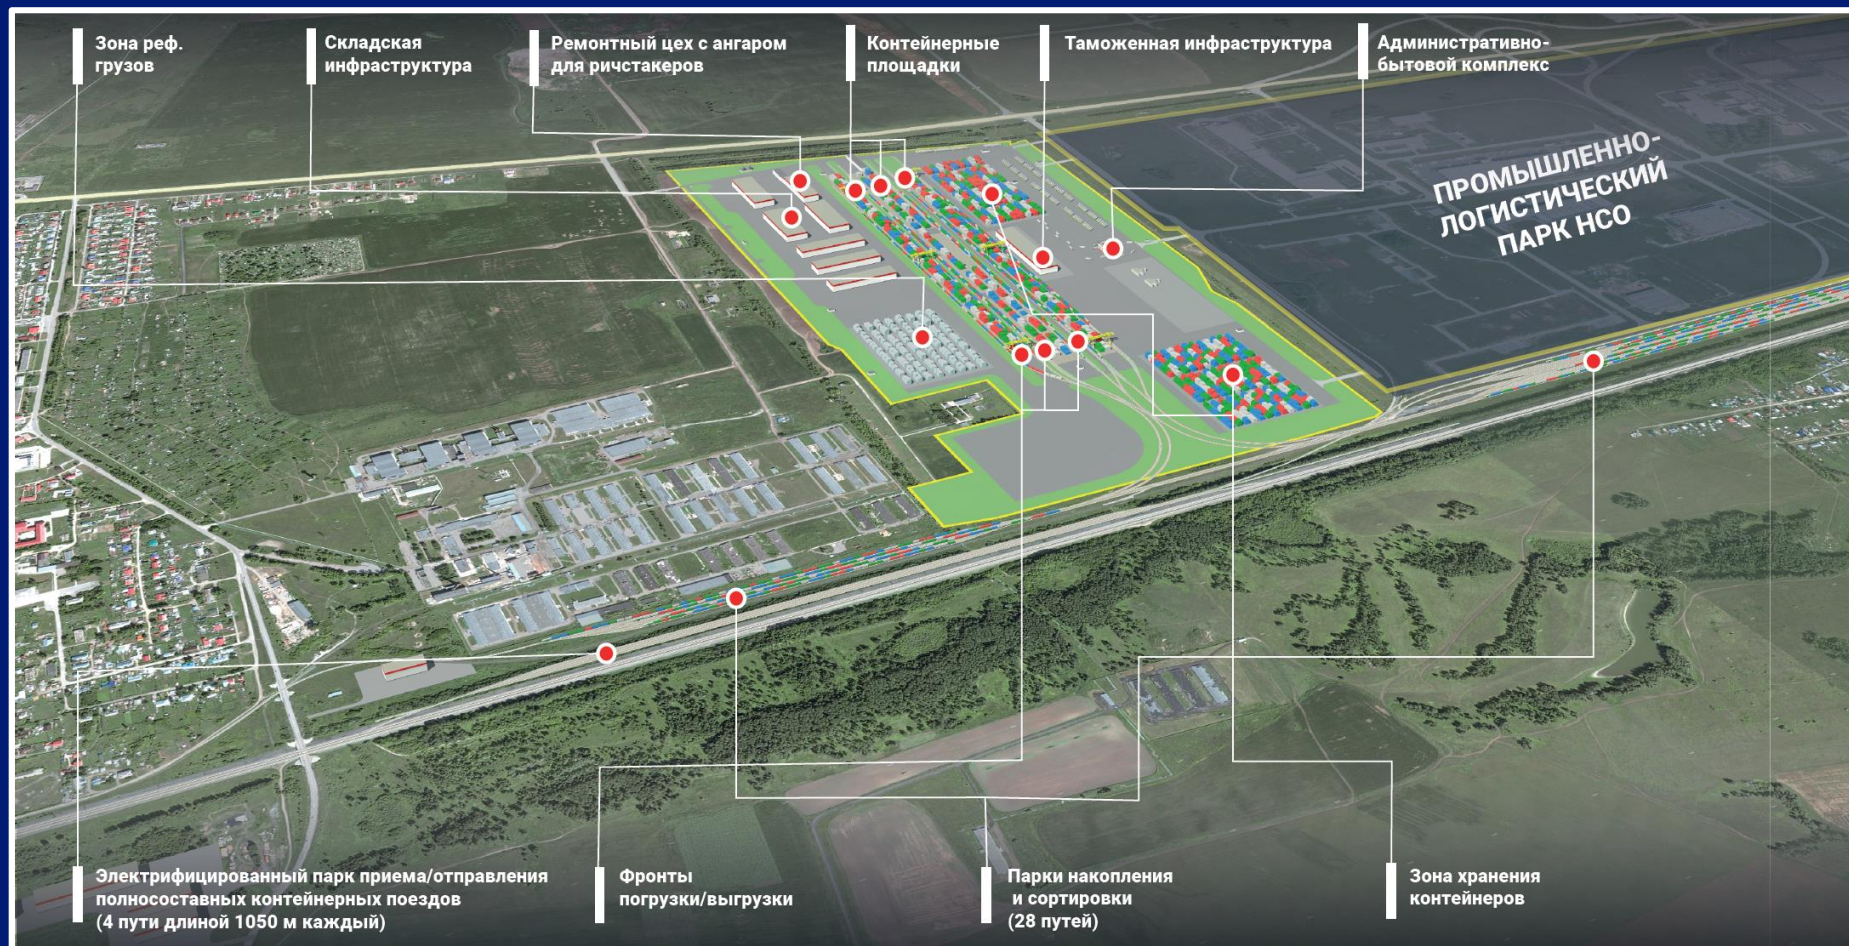 Зона реф.
грузов
Складская
инфраструктура
Ремонтный цех с ангаром
для ричстакеров
Контейнерные
площадки
Таможенная инфраструктура
Административно-
бытовой комплекс
ПРОМЫШЛЕННО-
ЛОГИСТИЧЕСКИЙ
ПАРК НСО
Электрифицированный парк приема/отправления
полносоставных контейнерных поездов
(4 пути длиной 1050 м каждый)
Фронты
погрузки/выгрузки
Парки накопления
и сортировки
(28 путей)
Зона хранения
контейнеров